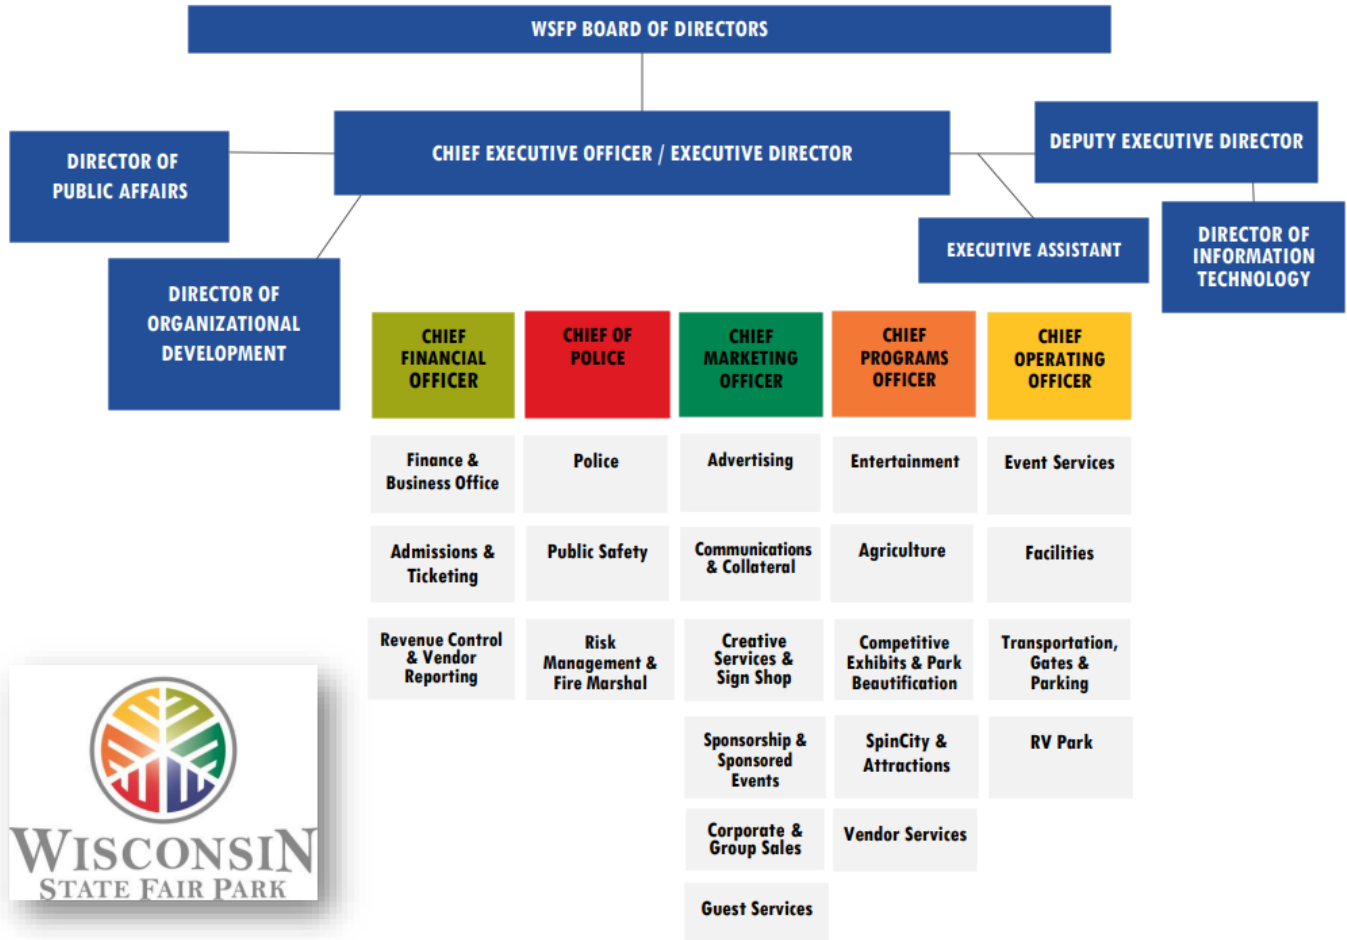 WSFP BOARD OF DIRECTORS
CHIEF EXECUTIVE OFFICER / EXECUTIVE DIRECTOR
DIRECTOR OF
PUBLIC AFFAIRS
DEPUTY EXECUTIVE DIRECTOR
EXECUTIVE ASSISTANT
DIRECTOR OF
INFORMATION
TECHNOLOGY
DIRECTOR OF
ORGANIZATIONAL
DEVELOPMENT
CHIEF
FINANCIAL
OFFICER
Finance &
Business Office
Admissions &
Ticketing
Revenue Control
& Vendor
Reporting
CHIEF OF
POLICE
Police
Public Safety
Risk
Management &
Fire Marshal
CHIEF
MARKETING
OFFICER
Advertising
Communications
& Collateral
Creative
Services &
Sign Shop
Sponsorship &
Sponsored
Events
Corporate &
Group Sales
Guest Services
CHIEF
PROGRAMS
OFFICER
Entertainment
Agriculture
Competitive
Exhibits & Park
Beautification
SpinCity &
Attractions
Vendor Services
CHIEF
OPERATING
OFFICER
Event Services
Facilities
Transportation,
Gates &
Parking
RV Park
WISCONSIN
STATE FAIR PARK